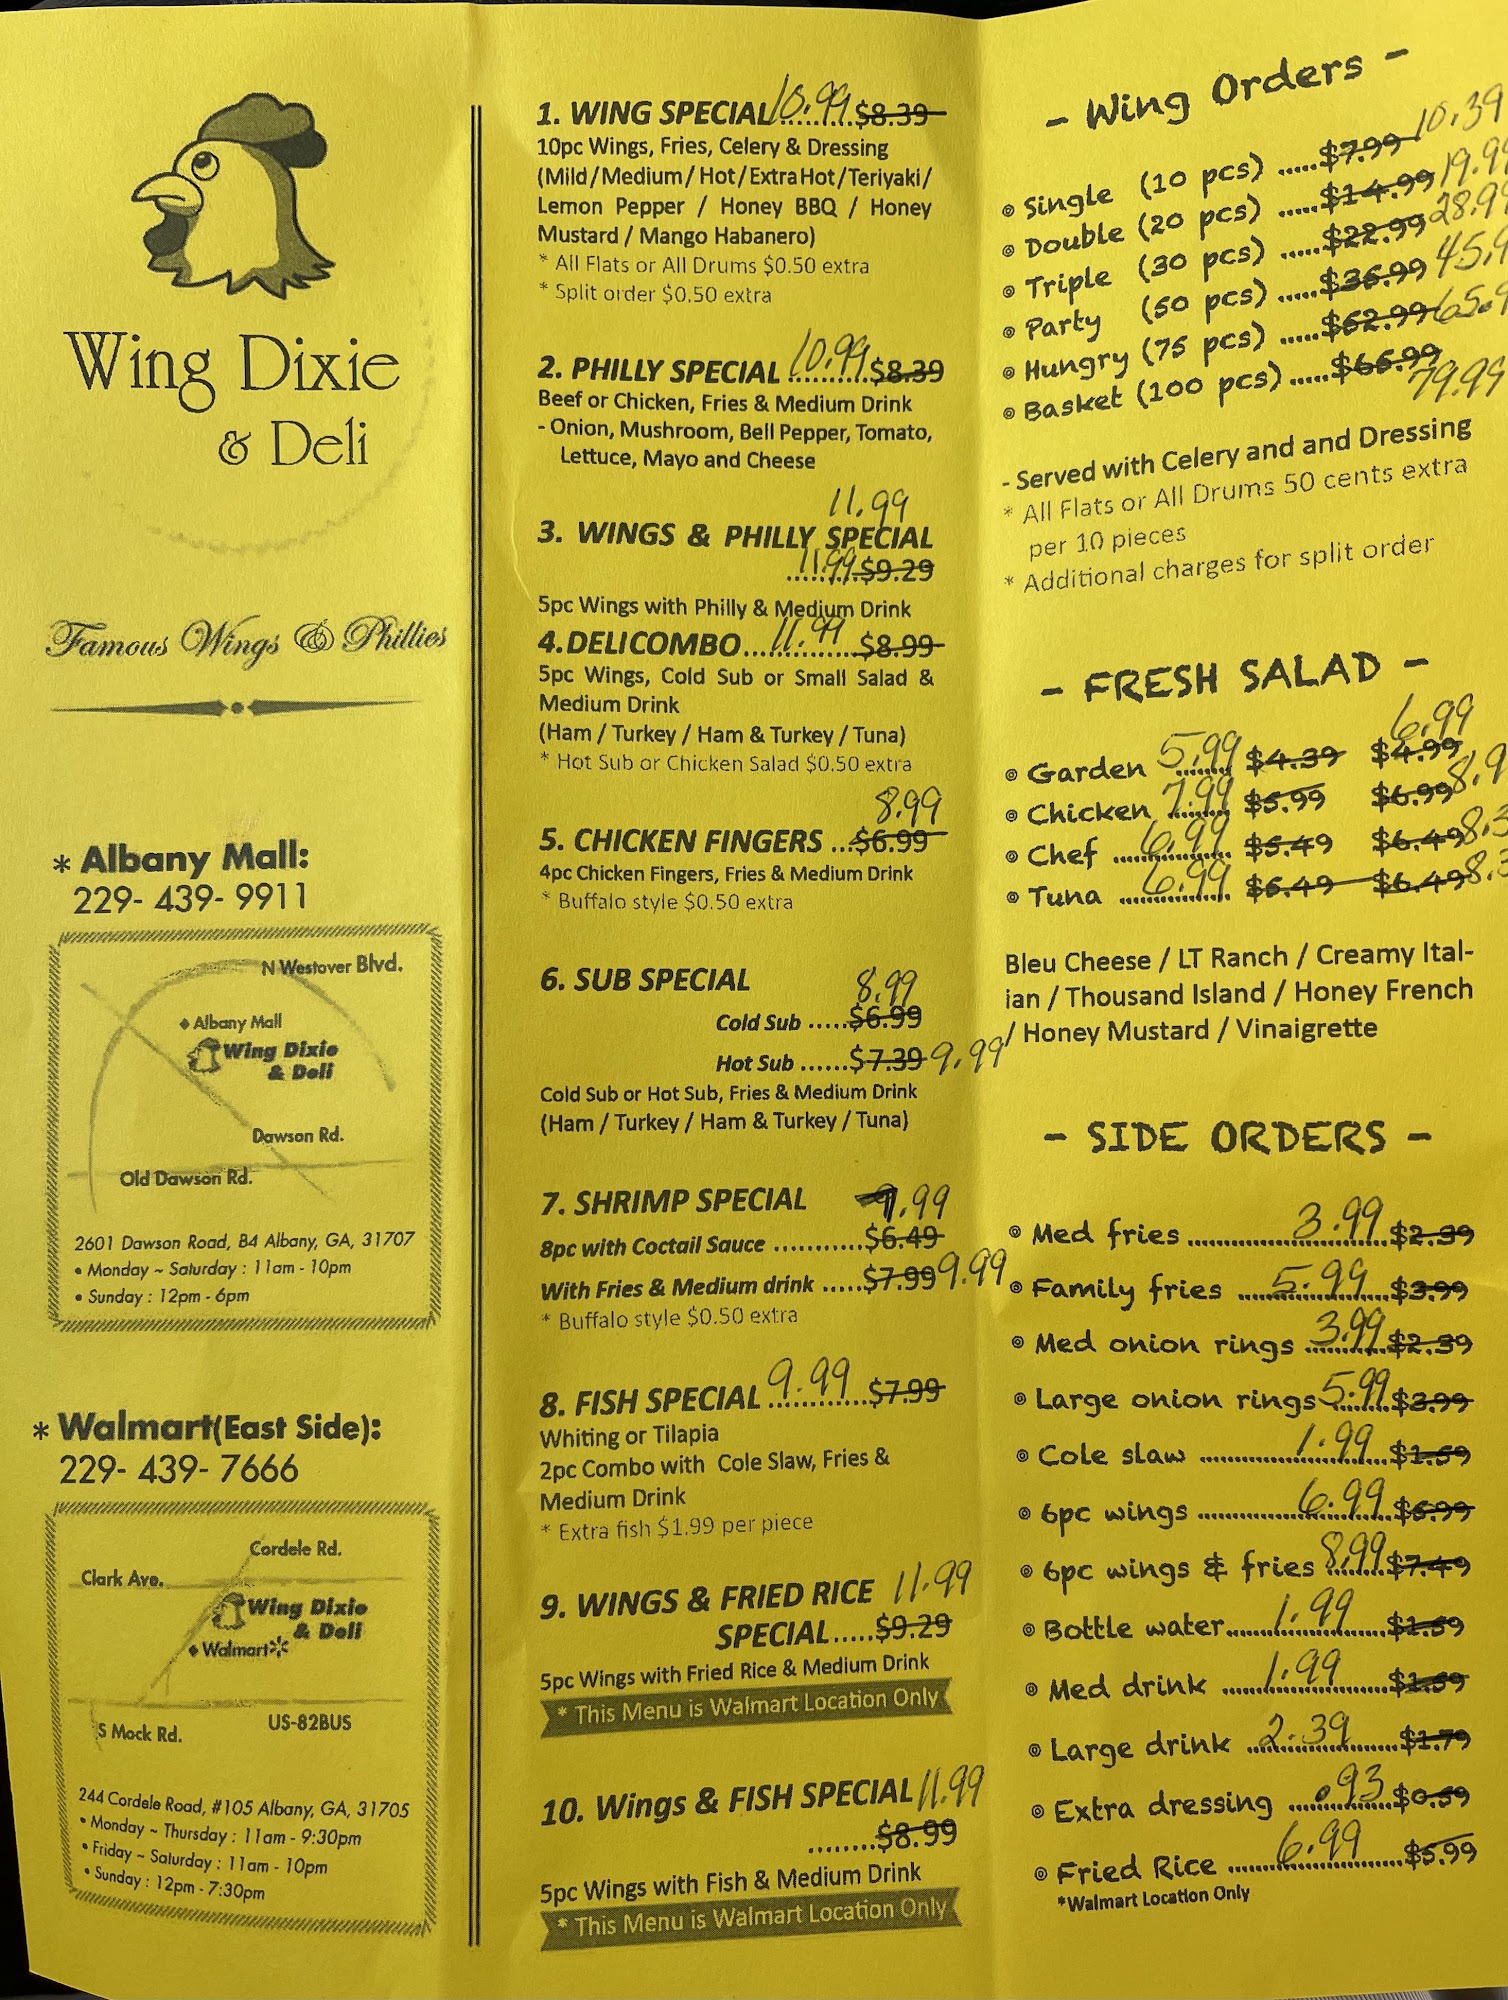 Wing Dixie
& Deli
Famous Wings & Phillies
* Albany Mall:
229- 439- 9911
N Westover Blvd.
Albany Mall
Wing Dixie
& Deli
Dawson Rd.
Old Dawson Rd.
2601 Dawson Road, B4 Albany, GA, 31707
• Monday ~ Saturday : 11am - 10pm
• Sunday : 12pm - 6pm
* Walmart(East Side):
229- 439- 7666
Cordele Rd.
Clark Ave.
Wing Dixie
& Deli
Walmart
S Mock Rd.
US-82BUS
244 Cordele Road, #105 Albany, GA, 31705
• Monday ~ Thursday : 11am - 9:30pm
• Friday ~ Saturday : 11am - 10pm
• Sunday : 12pm - 7:30pm
1. WING SPECIAL 10.99 ........$8.39
10pc Wings, Fries, Celery & Dressing
(Mild/Medium/Hot/Extra Hot/Teriyaki/
Lemon Pepper / Honey BBQ / Honey
Mustard / Mango Habanero)
* All Flats or All Drums $0.50 extra
* Split order $0.50 extra
2. PHILLY SPECIAL 10.99 ..........$8.39
Beef or Chicken, Fries & Medium Drink
- Onion, Mushroom, Bell Pepper, Tomato,
Lettuce, Mayo and Cheese
11.99
3. WINGS & PHILLY SPECIAL
11.99 ........$9.29
5pc Wings with Philly & Medium Drink
4.DELI COMBO...11.99............$8.99
5pc Wings, Cold Sub or Small Salad &
Medium Drink
(Ham / Turkey / Ham & Turkey / Tuna)
* Hot Sub or Chicken Salad $0.50 extra
8.99
5. CHICKEN FINGERS ...$6.99
4pc Chicken Fingers, Fries & Medium Drink
* Buffalo style $0.50 extra
6. SUB SPECIAL 8.99
Cold Sub .....$6.99
Hot Sub ......$7.39 9.99
Cold Sub or Hot Sub, Fries & Medium Drink
(Ham / Turkey / Ham & Turkey / Tuna)
7. SHRIMP SPECIAL .99
8pc with Coctail Sauce ...........$6.49
With Fries & Medium drink .....$7.99 9.99
* Buffalo style $0.50 extra
8. FISH SPECIAL 9.99 ............$7.99
Whiting or Tilapia
2pc Combo with Cole Slaw, Fries &
Medium Drink
* Extra fish $1.99 per piece
9. WINGS & FRIED RICE 11.99
SPECIAL.....$9.29
5pc Wings with Fried Rice & Medium Drink
* This Menu is Walmart Location Only
10. Wings & FISH SPECIAL 11.99
........$8.99
5pc Wings with Fish & Medium Drink
* This Menu is Walmart Location Only
- Wing Orders -
Single (10 pcs) .....$7.99 10.39
Double (20 pcs) .....$14.99 19.99
Triple (30 pcs) .....$22.99 28.99
Party (50 pcs) .....$36.99 45.9
Hungry (75 pcs) .....$52.99 65.9
Basket (100 pcs) .....$66.99
79.99
- Served with Celery and and Dressing
* All Flats or All Drums 50 cents extra
per 10 pieces
* Additional charges for split order
- FRESH SALAD -
6.99
Garden 5.99 ....... $4.39 $4.99
Chicken 7.99 ........ $5.99 $6.99 8.9
Chef 6.99 .............. $5.49 $6.49 8.3
Tuna 6.99 ............. $5.49 $6.49 8.3
Bleu Cheese / LT Ranch / Creamy Ital-
ian / Thousand Island / Honey French
/ Honey Mustard / Vinaigrette
- SIDE ORDERS -
Med fries 3.99 ..........$2.39
Family fries 5.99 ..........$3.99
Med onion rings 3.99 ..........$2.39
Large onion rings 5.99 .......$3.99
Cole slaw 1.99 ..........$1.59
6pc wings 6.99 ..........$5.99
6pc wings & fries 8.99 .......$7.49
Bottle water 1.99 ..........$1.59
Med drink 1.99 ..........$1.59
Large drink 2.39 ..........$1.79
Extra dressing .93 ..........$0.59
Fried Rice 6.99 ..........$5.99
*Walmart Location Only